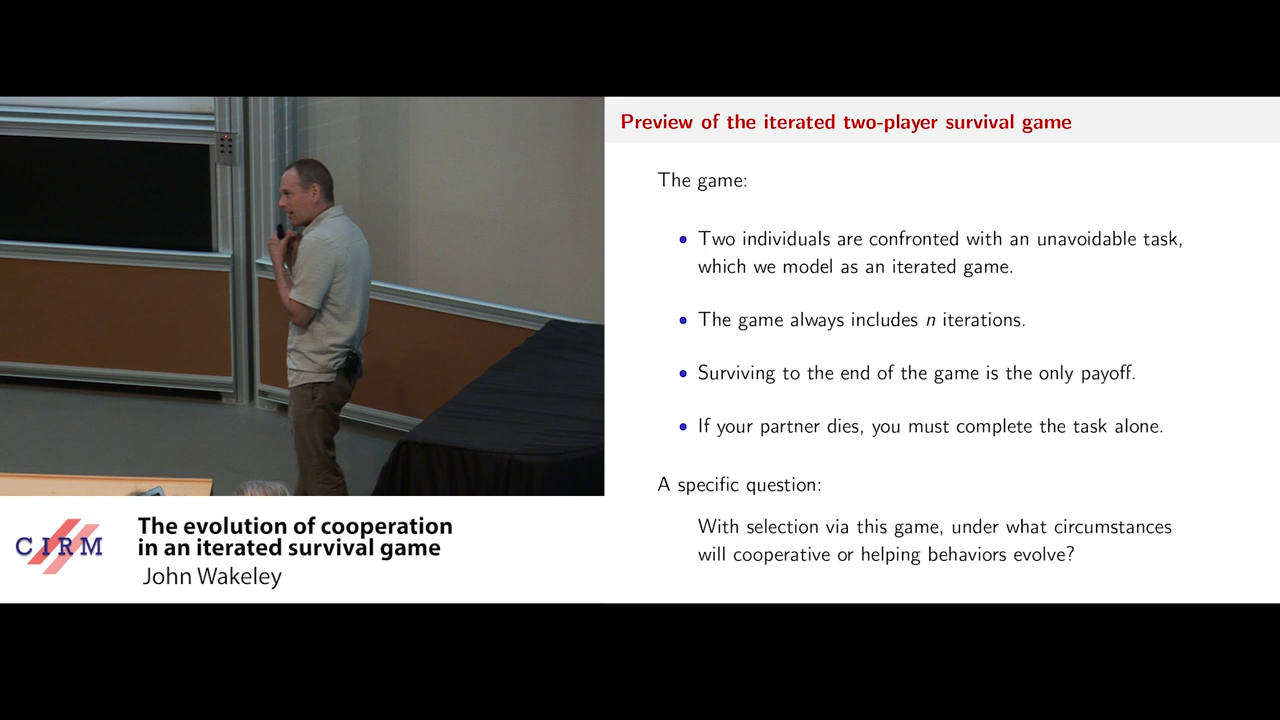 Preview of the iterated two-player survival game
The game:
• Two individuals are confronted with an unavoidable task,
which we model as an iterated game.
• The game always includes n iterations.
• Surviving to the end of the game is the only payoff.
• If your partner dies, you must complete the task alone.
A specific question:
With selection via this game, under what circumstances
will cooperative or helping behaviors evolve?
CIRM
The evolution of cooperation
in an iterated survival game
John Wakeley